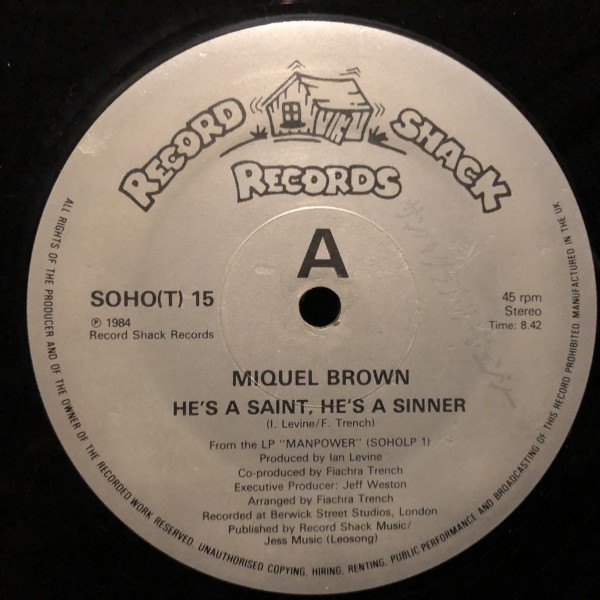 RECORD SHACK
RECORDS
A
SOHO(T) 15
℗ 1984
Record Shack Records
45 rpm
Stereo
Time: 8.42
MIQUEL BROWN
HE'S A SAINT, HE'S A SINNER
(I. Levine/F. Trench)
From the LP "MANPOWER" (SOHOLP 1)
Produced by Ian Levine
Co-produced by Fiachra Trench
Executive Producer: Jeff Weston
Arranged by Fiachra Trench
Recorded at Berwick Street Studios, London
Published by Record Shack Music/
Jess Music (Leosong)
ALL RIGHTS OF THE PRODUCER AND OF THE OWNER OF THE RECORDED WORK RESERVED. UNAUTHORISED COPYING, HIRING, RENTING, PUBLIC PERFORMANCE AND BROADCASTING OF THIS RECORD PROHIBITED. MANUFACTURED IN THE UK.